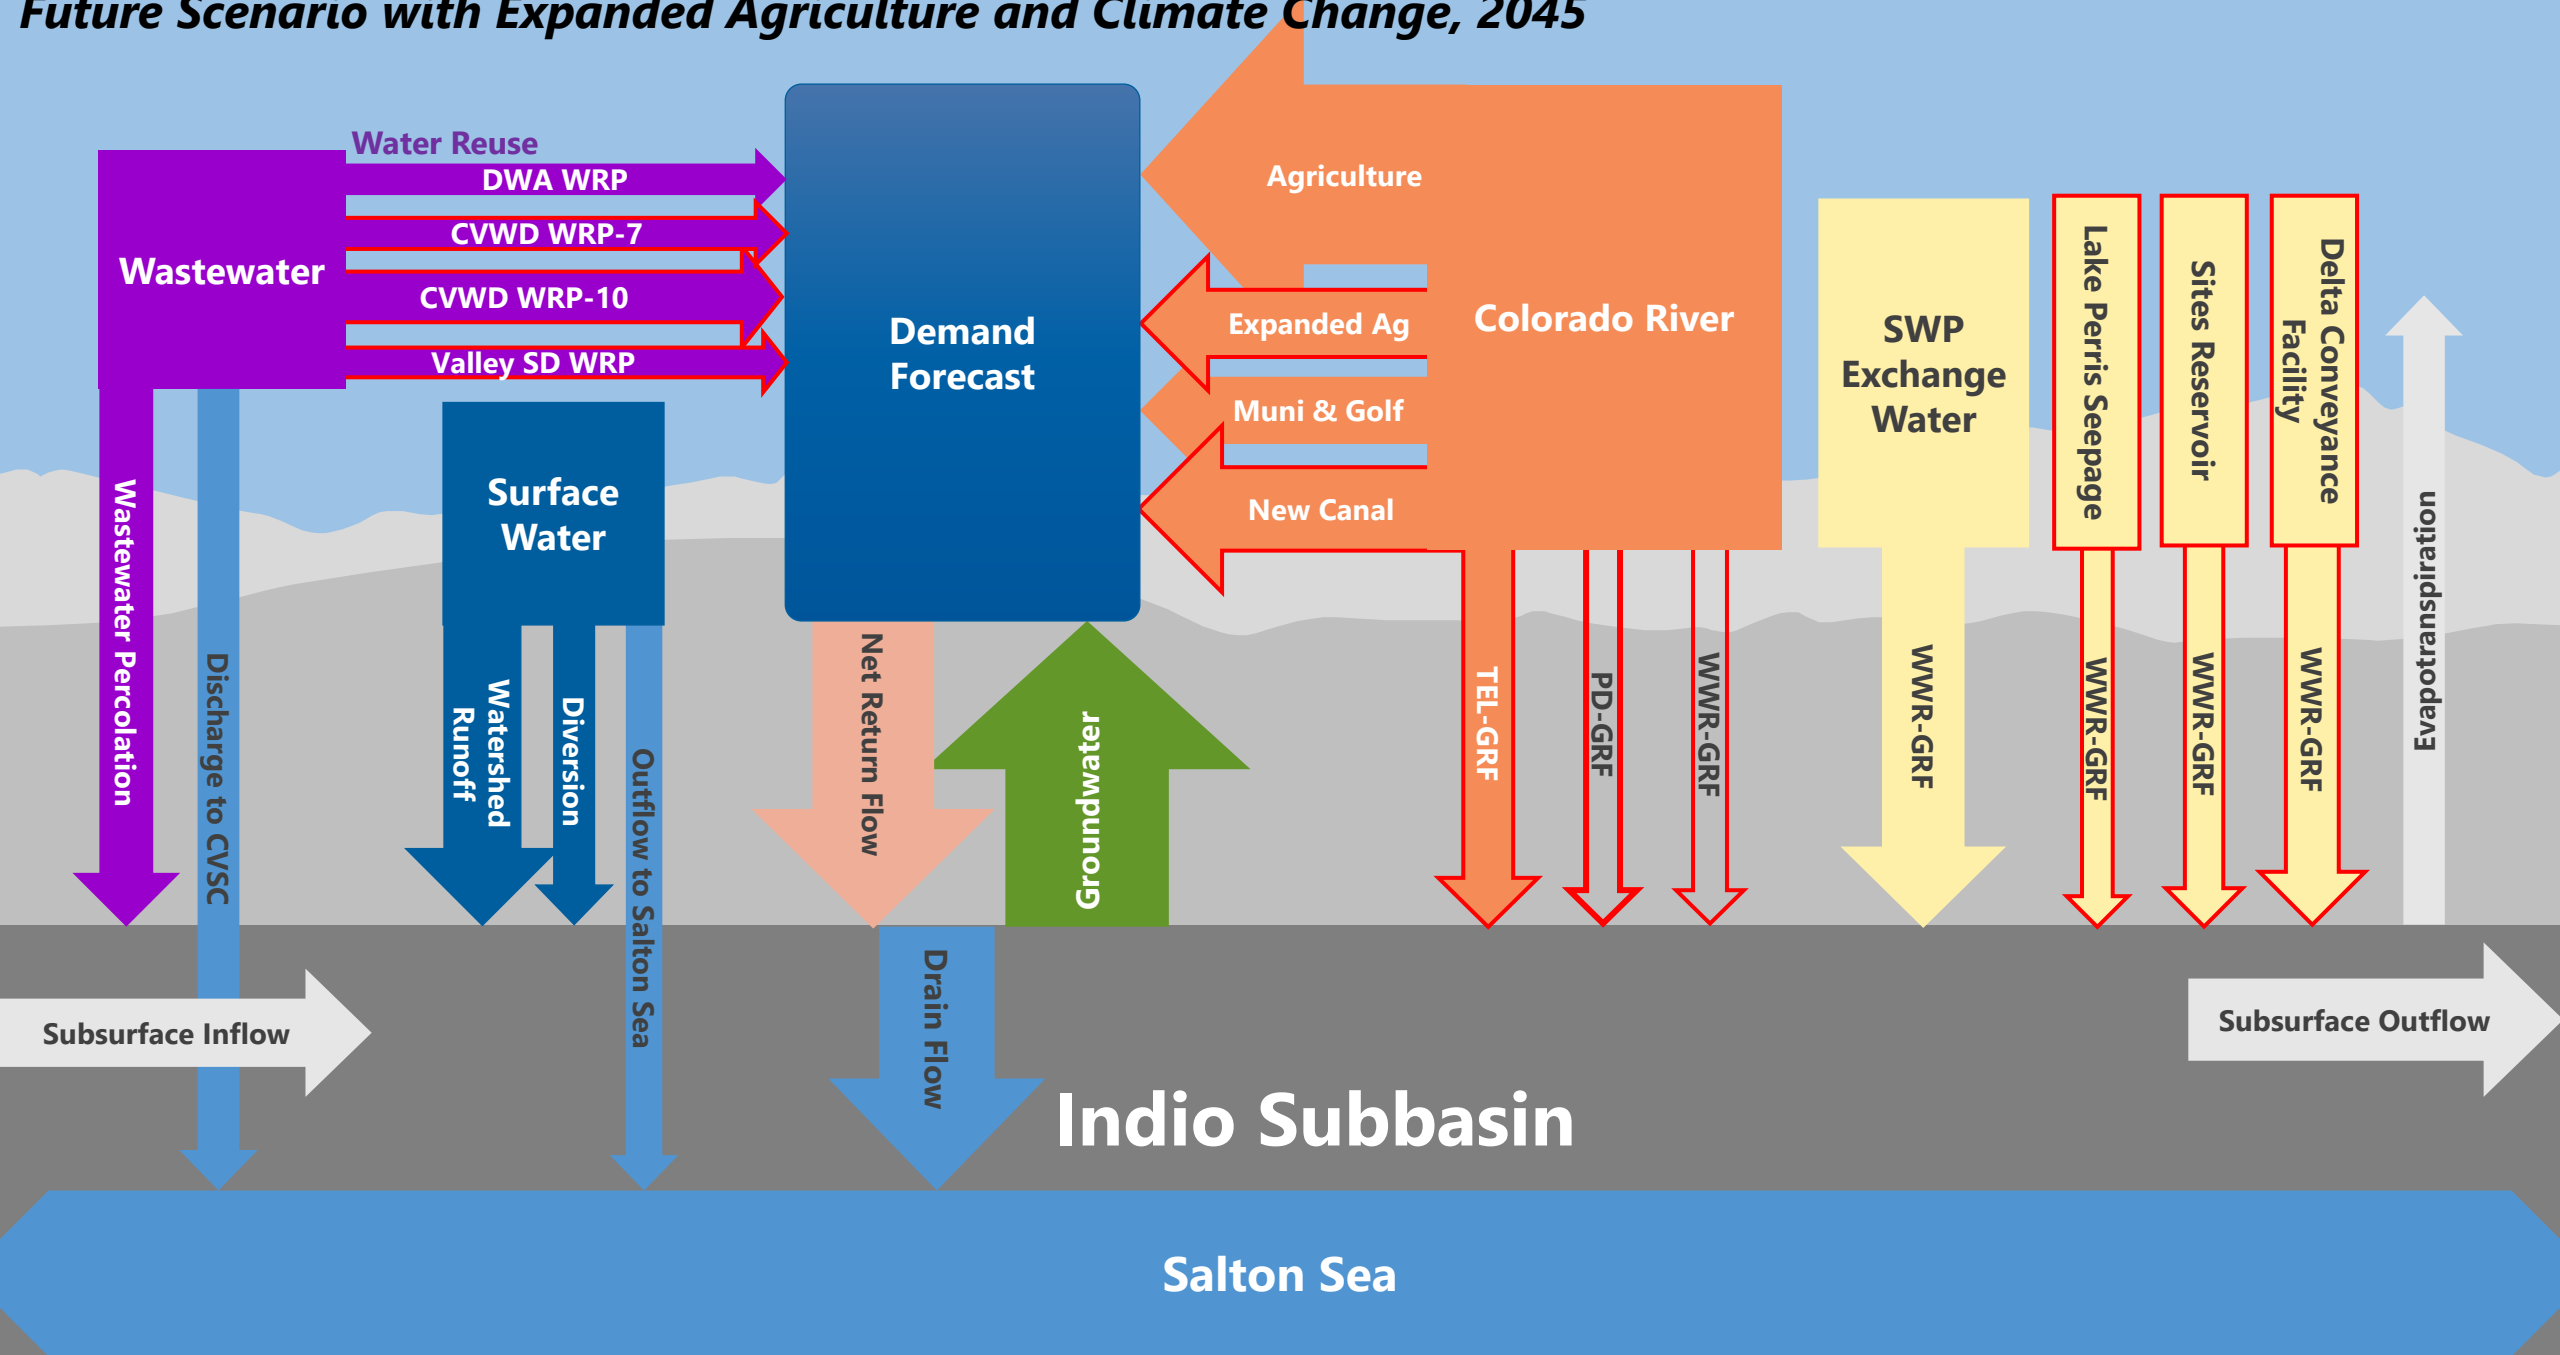 Future Scenario with Expanded Agriculture and Climate Change, 2045
Water Reuse
DWA WRP
CVWD WRP-7
CVWD WRP-10
Valley SD WRP
Wastewater
Wastewater Percolation
Discharge to CVSC
Surface
Water
Watershed
Runoff
Diversion
Outflow to Salton Sea
Demand
Forecast
Net Return Flow
Groundwater
Drain Flow
Agriculture
Expanded Ag
Muni & Golf
New Canal
Colorado River
TEL-GRF
PD-GRF
WWR-GRF
SWP
Exchange
Water
WWR-GRF
Lake Perris Seepage
WWR-GRF
Sites Reservoir
WWR-GRF
Delta Conveyance
Facility
WWR-GRF
Evapotranspiration
Subsurface Inflow
Subsurface Outflow
Indio Subbasin
Salton Sea